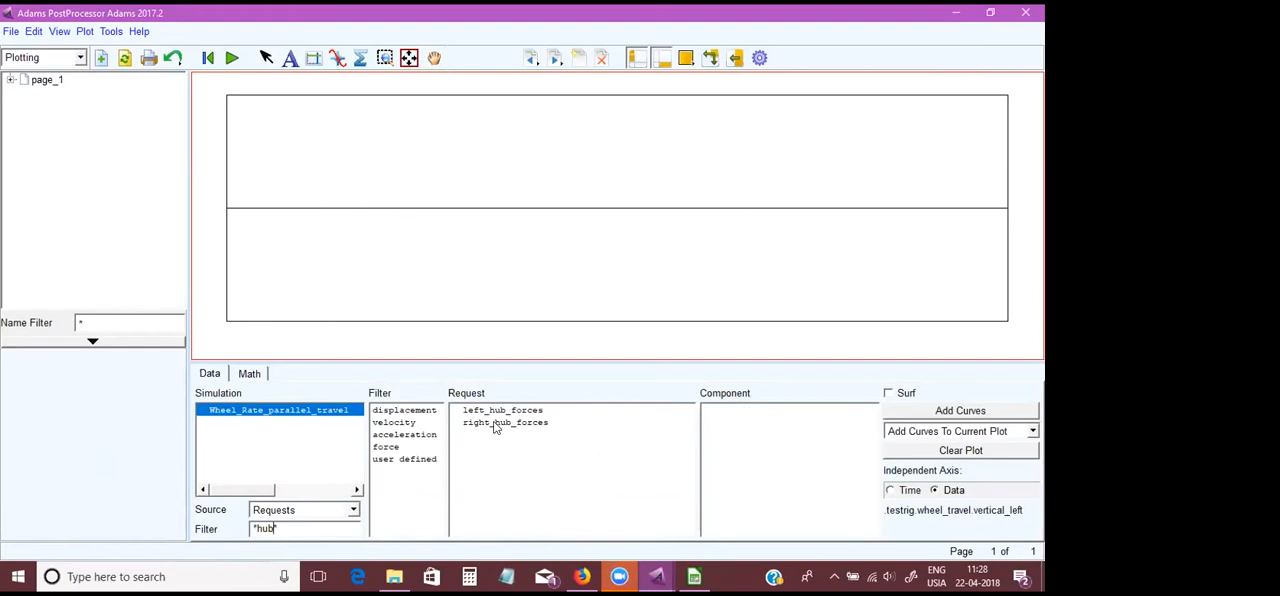 Adams PostProcessor Adams 2017.2
File Edit View Plot Tools Help
Plotting
page_1
Name Filter *
Data Math
Simulation Filter Request Component Surf
Wheel_Rate_parallel_travel displacement left_hub_forces Add Curves
velocity right_hub_forces
acceleration Add Curves To Current Plot
force Clear Plot
user defined
Independent Axis:
Time Data
Source Requests .testrig.wheel_travel.vertical_left
Filter *hub*
Page 1 of 1
Type here to search
ENG 11:28
USIA 22-04-2018